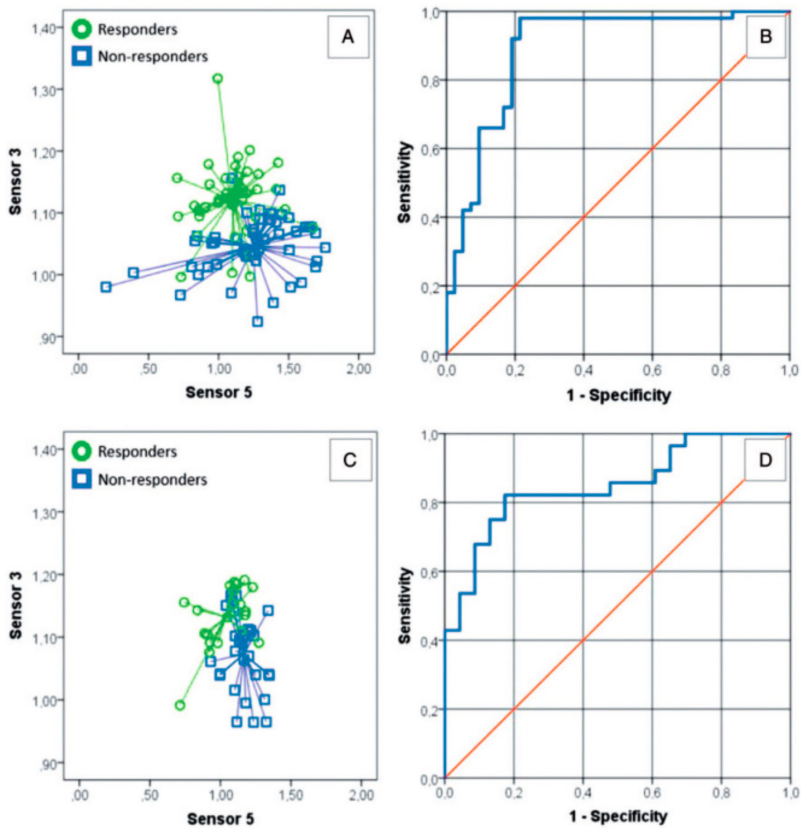 A
Responders
Non-responders
1,40
1,30
1,20
1,10
1,00
,90
Sensor 3
,00 ,50 1,00 1,50 2,00
Sensor 5
B
1,0
0,8
0,6
0,4
0,2
0,0
Sensitivity
0,0 0,2 0,4 0,6 0,8 1,0
1 - Specificity
C
Responders
Non-responders
1,40
1,30
1,20
1,10
1,00
,90
Sensor 3
,00 ,50 1,00 1,50 2,00
Sensor 5
D
1,0
0,8
0,6
0,4
0,2
0,0
Sensitivity
0,0 0,2 0,4 0,6 0,8 1,0
1 - Specificity